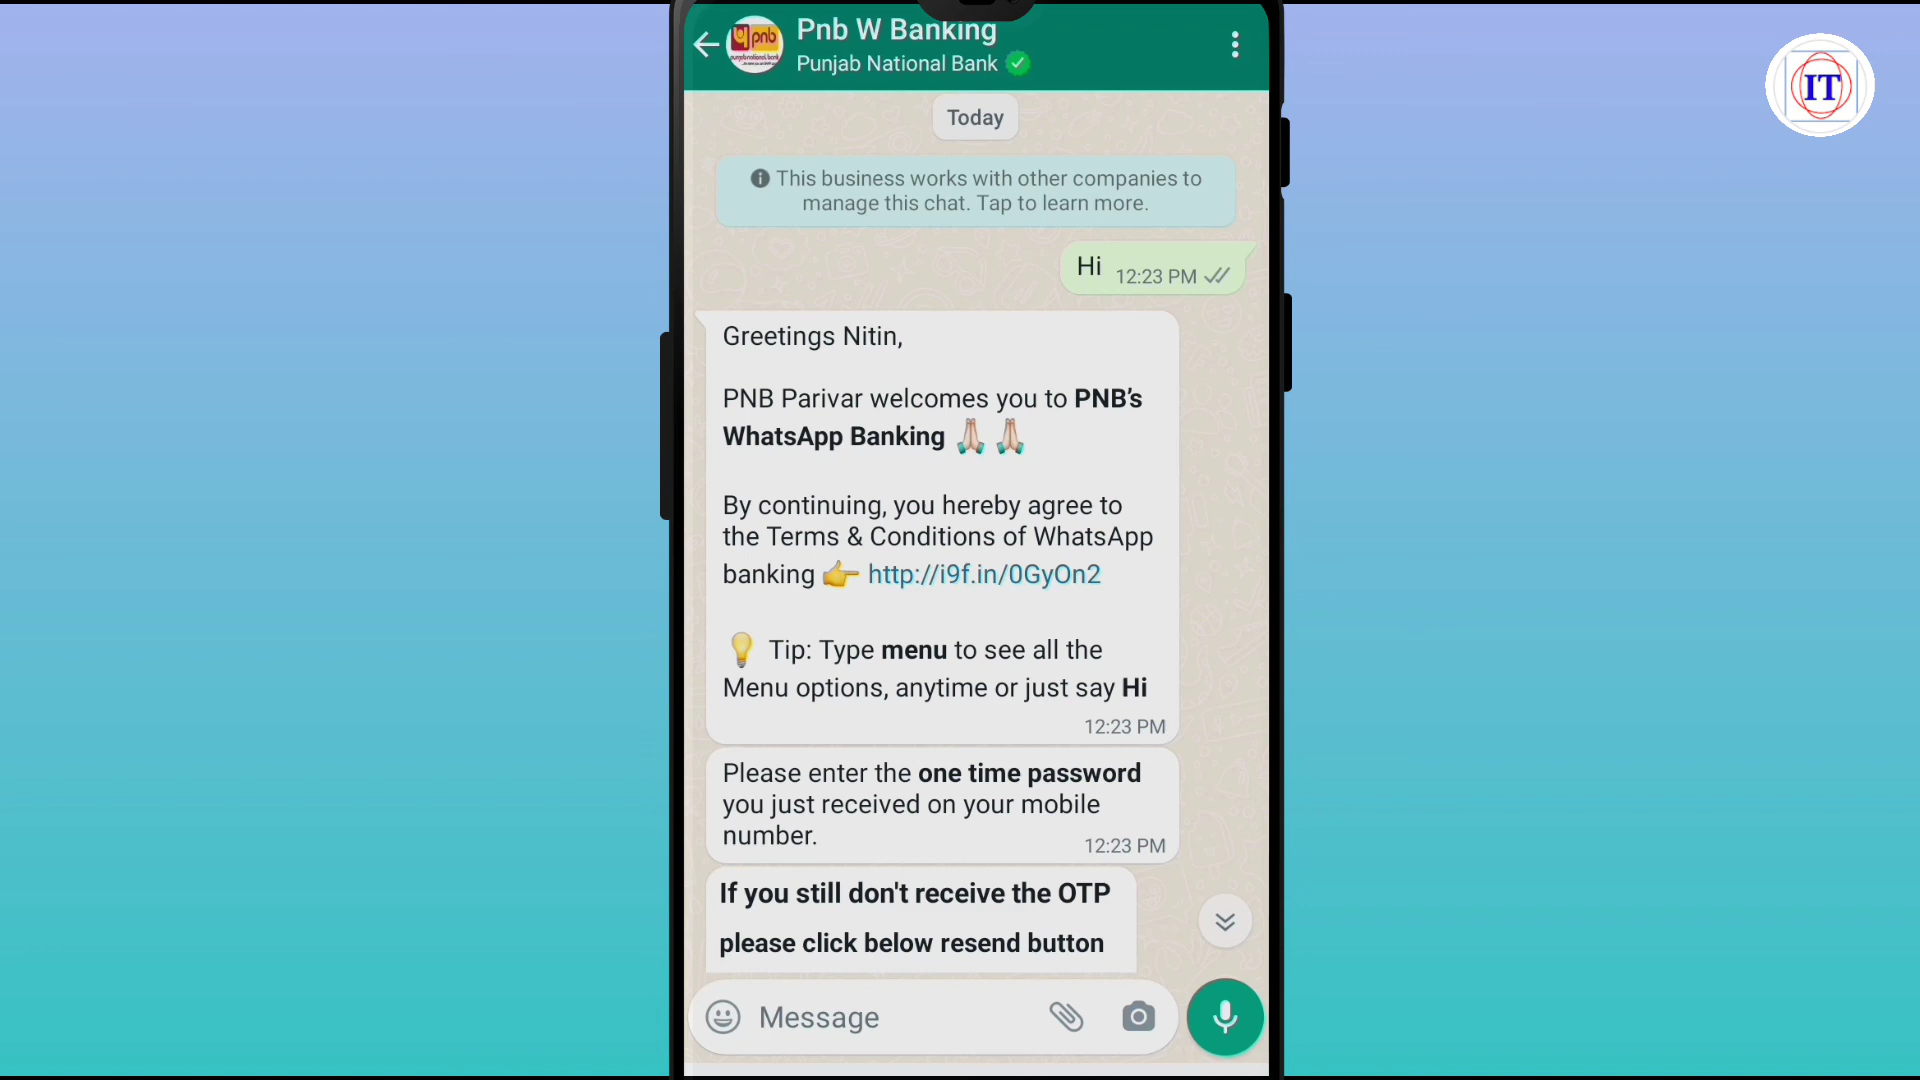 Pnb W Banking
pnb
Punjab National Bank
IT
Today
This business works with other companies to
manage this chat. Tap to learn more.
Hi 12:23 PM
Greetings Nitin,
PNB Parivar welcomes you to PNB's
WhatsApp Banking 🙏🏻 🙏🏻
By continuing, you hereby agree to
the Terms & Conditions of WhatsApp
banking 👉 http://i9f.in/0GyOn2
💡 Tip: Type menu to see all the
Menu options, anytime or just say Hi
12:23 PM
Please enter the one time password
you just received on your mobile
number.
12:23 PM
If you still don't receive the OTP
please click below resend button
Message